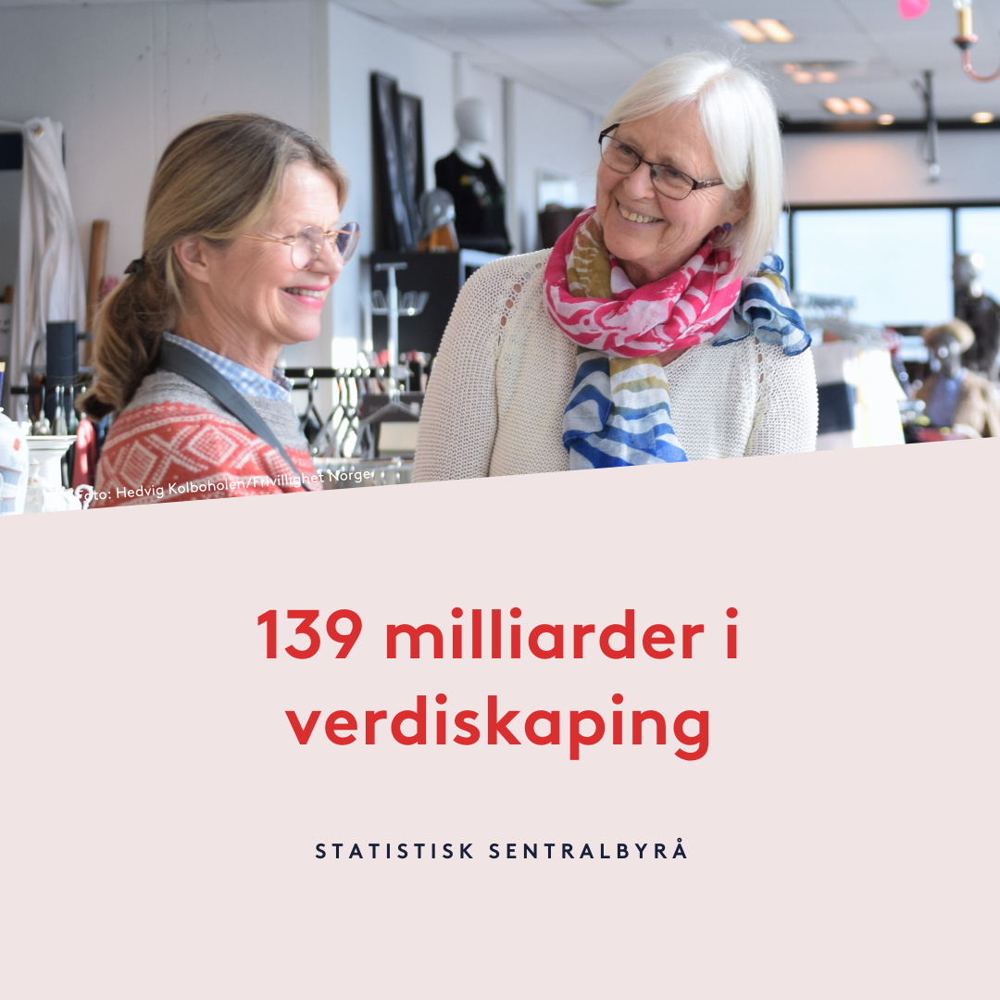 Foto: Hedvig Kolboholen/Frivillighet Norge
139 milliarder i
verdiskaping
STATISTISK SENTRALBYRÅ